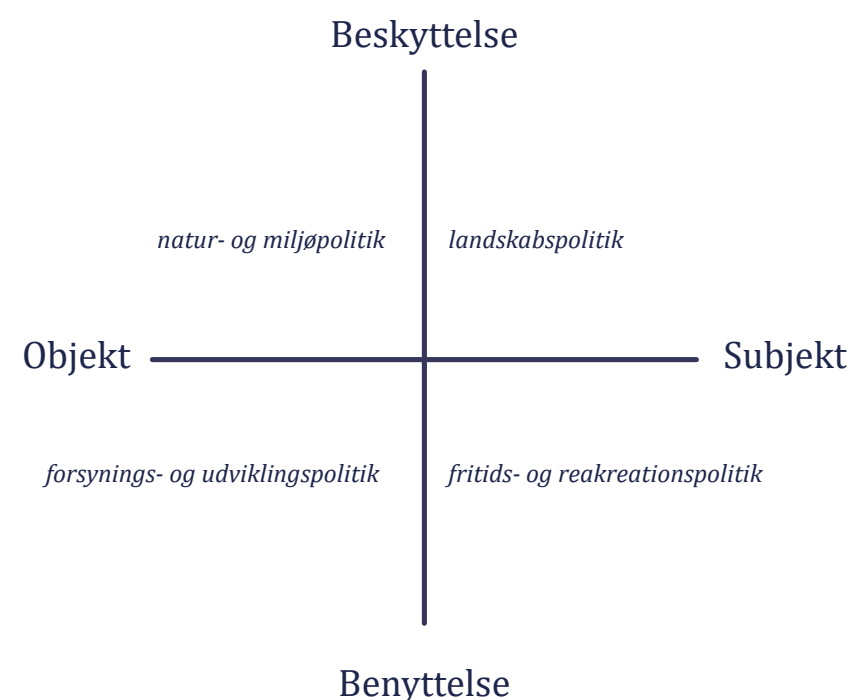 Beskyttelse
natur- og miljøpolitik
landskabspolitik
Objekt
Subjekt
forsynings- og udviklingspolitik
fritids- og reakreationspolitik
Benyttelse